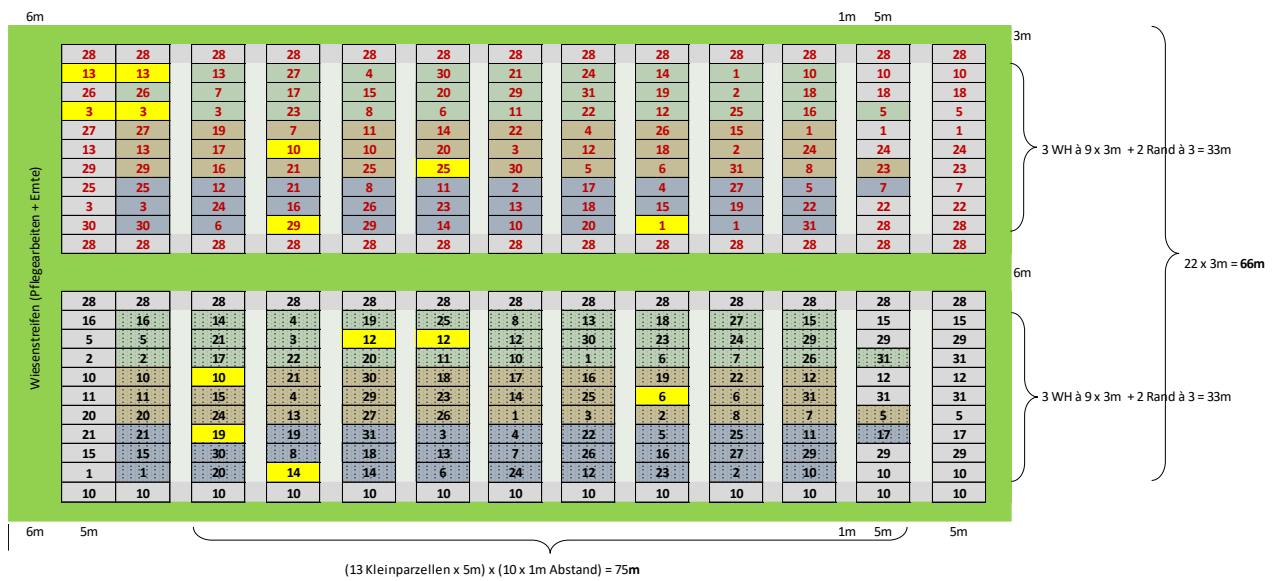 6m 1m 5m
3m
28 28 28 28 28 28 28 28 28 28 28 28 28
13 13 13 27 4 30 21 24 14 1 10 10 10
26 26 7 17 15 20 29 31 19 2 18 18 18
3 3 3 23 8 6 11 22 12 25 16 5 5
27 27 19 7 11 14 22 4 26 15 1 1 1
13 13 17 10 10 20 3 12 18 2 24 24 24
3 WH à 9 x 3m + 2 Rand à 3 = 33m
29 29 16 21 25 25 30 5 6 31 8 23 23
25 25 12 21 8 11 2 17 4 27 5 7 7
3 3 24 16 26 23 13 18 15 19 22 22 22
30 30 6 29 29 14 10 20 1 1 31 28 28
28 28 28 28 28 28 28 28 28 28 28 28 28
22 x 3m = 66m
6m
Wiesenstreifen (Pflegearbeiten + Ernte)
28 28 28 28 28 28 28 28 28 28 28 28 28
16 16 14 4 19 25 8 13 18 27 15 15 15
5 5 21 3 12 12 12 30 23 24 29 29 29
2 2 17 22 20 11 10 1 6 7 26 31 31
10 10 10 21 30 18 17 16 19 22 12 12 12
11 11 15 4 29 23 14 25 6 6 31 31 31
3 WH à 9 x 3m + 2 Rand à 3 = 33m
20 20 24 13 27 26 1 3 2 8 7 5 5
21 21 19 19 31 3 4 22 5 25 11 17 17
15 15 30 8 18 13 7 26 16 27 29 29 29
1 1 20 14 14 6 24 12 23 2 10 10 10
10 10 10 10 10 10 10 10 10 10 10 10 10
6m 5m 1m 5m 5m
(13 Kleinparzellen x 5m) x (10 x 1m Abstand) = 75m